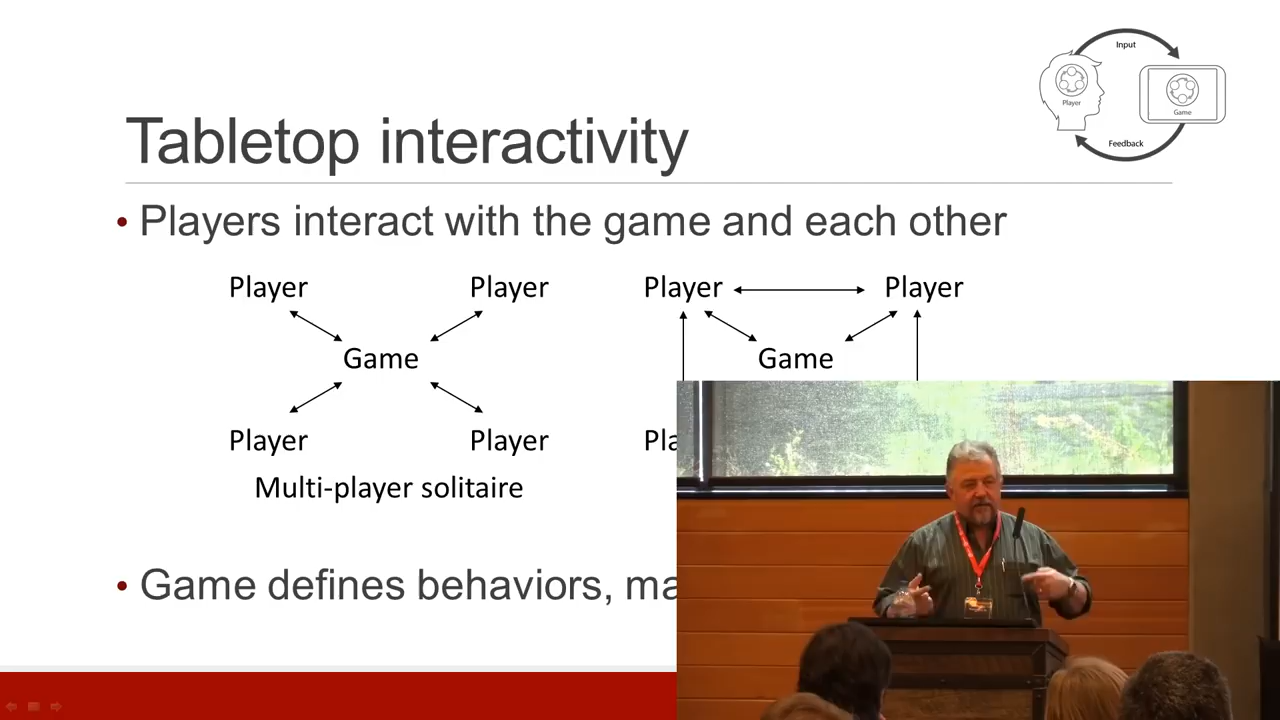 Input
Player
Game
Feedback
Tabletop interactivity
• Players interact with the game and each other
Player Player Player Player
Game Game
Player Player Pla
Multi-player solitaire
• Game defines behaviors, ma